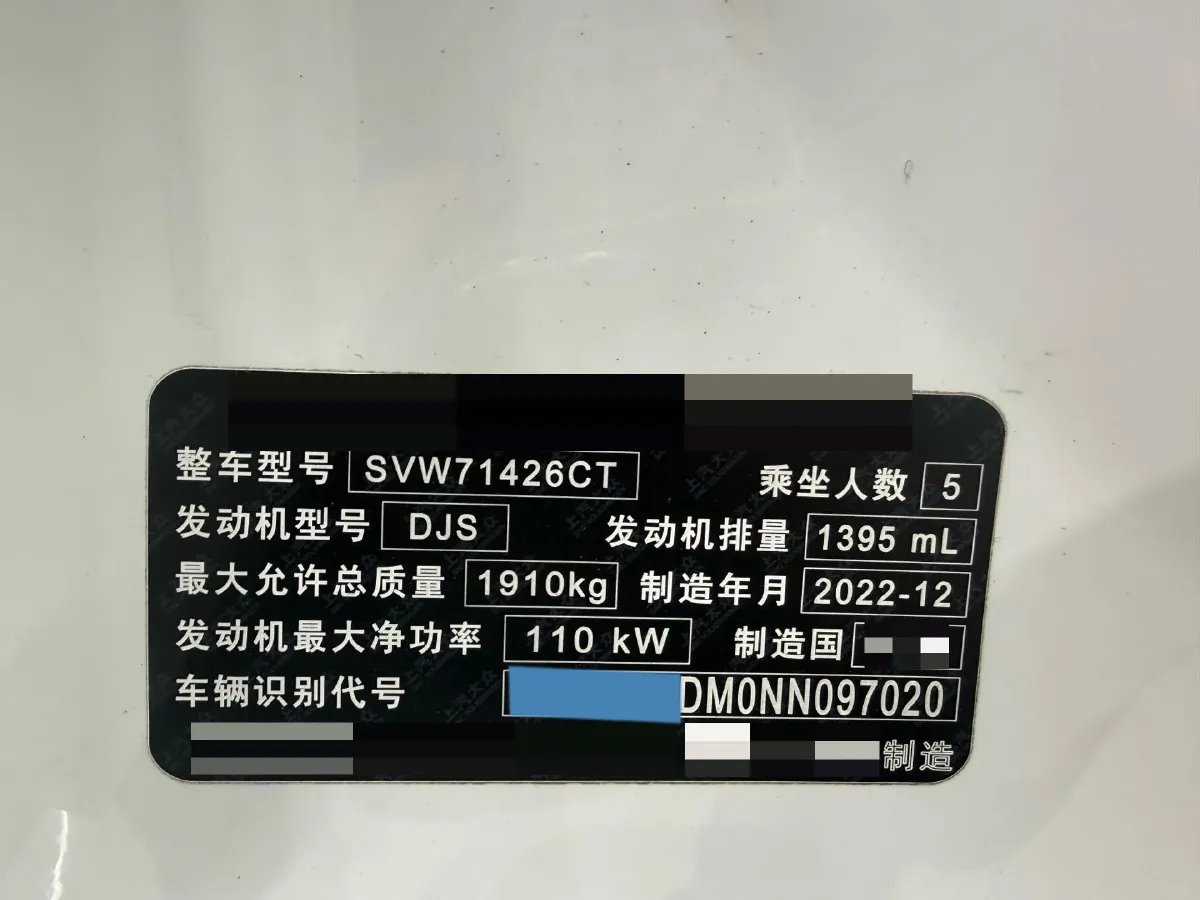 整车型号 SVW71426CT 乘坐人数 5
发动机型号 DJS 发动机排量 1395 mL
最大允许总质量 1910kg 制造年月 2022-12
发动机最大净功率 110 kW 制造国
车辆识别代号 DM0NN097020
制造